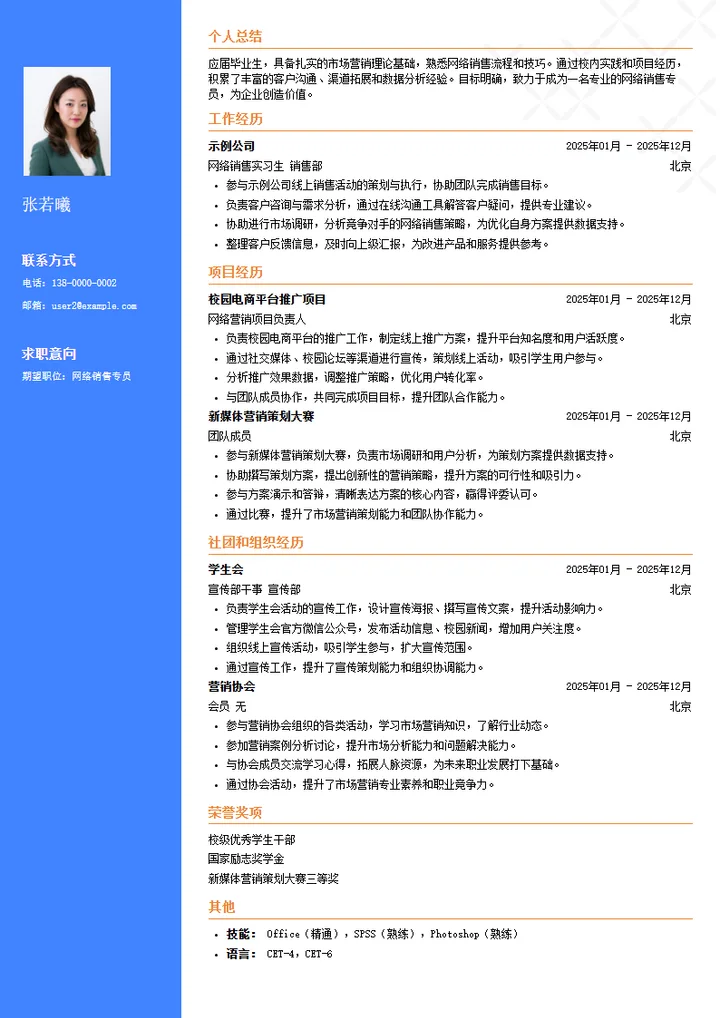 张若曦
联系方式
电话：138-0000-0002
邮箱：user2@example.com
求职意向
期望职位：网络销售专员
个人总结
应届毕业生，具备扎实的市场营销理论基础，熟悉网络销售流程和技巧。通过校内实践和项目经历，
积累了丰富的客户沟通、渠道拓展和数据分析经验。目标明确，致力于成为一名专业的网络销售专
员，为企业创造价值。
工作经历
示例公司 2025年01月 - 2025年12月
网络销售实习生 销售部 北京
• 参与示例公司线上销售活动的策划与执行，协助团队完成销售目标。
• 负责客户咨询与需求分析，通过在线沟通工具解答客户疑问，提供专业建议。
• 协助进行市场调研，分析竞争对手的网络销售策略，为优化自身方案提供数据支持。
• 整理客户反馈信息，及时向上级汇报，为改进产品和服务提供参考。
项目经历
校园电商平台推广项目 2025年01月 - 2025年12月
网络营销项目负责人 北京
• 负责校园电商平台的推广工作，制定线上推广方案，提升平台知名度和用户活跃度。
• 通过社交媒体、校园论坛等渠道进行宣传，策划线上活动，吸引学生用户参与。
• 分析推广效果数据，调整推广策略，优化用户转化率。
• 与团队成员协作，共同完成项目目标，提升团队合作能力。
新媒体营销策划大赛 2025年01月 - 2025年12月
团队成员 北京
• 参与新媒体营销策划大赛，负责市场调研和用户分析，为策划方案提供数据支持。
• 协助撰写策划方案，提出创新性的营销策略，提升方案的可行性和吸引力。
• 参与方案演示和答辩，清晰表达方案的核心内容，赢得评委认可。
• 通过比赛，提升了市场营销策划能力和团队协作能力。
社团和组织经历
学生会 2025年01月 - 2025年12月
宣传部干事 宣传部 北京
• 负责学生会活动的宣传工作，设计宣传海报、撰写宣传文案，提升活动影响力。
• 管理学生会官方微信公众号，发布活动信息、校园新闻，增加用户关注度。
• 组织线上宣传活动，吸引学生参与，扩大宣传范围。
• 通过宣传工作，提升了宣传策划能力和组织协调能力。
营销协会 2025年01月 - 2025年12月
会员 无 北京
• 参与营销协会组织的各类活动，学习市场营销知识，了解行业动态。
• 参加营销案例分析讨论，提升市场分析能力和问题解决能力。
• 与协会成员交流学习心得，拓展人脉资源，为未来职业发展打下基础。
• 通过协会活动，提升了市场营销专业素养和职业竞争力。
荣誉奖项
校级优秀学生干部
国家励志奖学金
新媒体营销策划大赛三等奖
其他
• 技能： Office（精通），SPSS（熟练），Photoshop（熟练）
• 语言： CET-4，CET-6